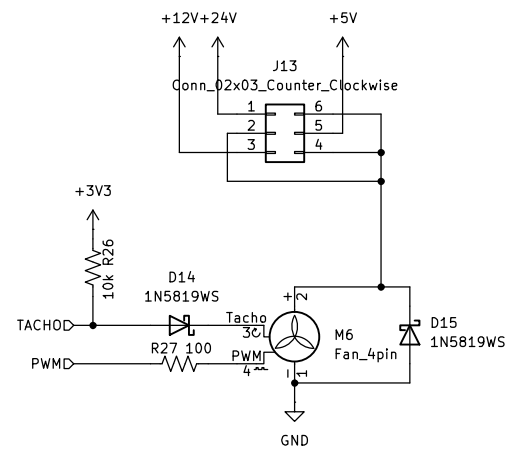 +12V +24V +5V
J13
Conn_02x03_Counter_Clockwise
1 6
2 5
3 4
+3V3
R26
10k
D14
1N5819WS
TACHO
Tacho
3
+ 2
M6
Fan_4pin
D15
1N5819WS
R27 100
PWM
PWM
4
- 1
GND